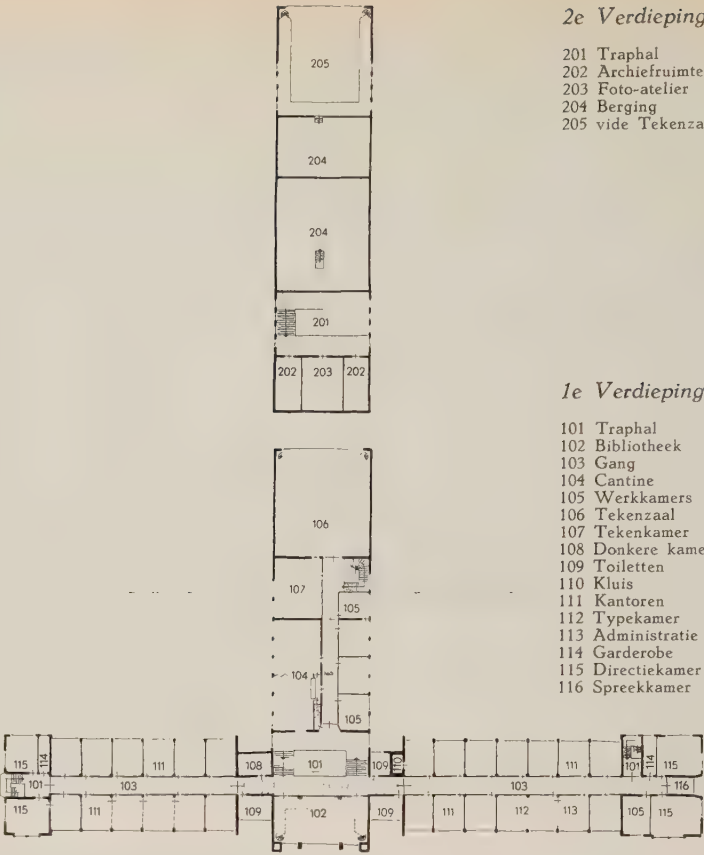 2e Verdieping
201 Traphal
202 Archiefruimte
203 Foto-atelier
204 Berging
205 vide Tekenza
205
204
204
201
202 203 202
1e Verdieping
101 Traphal
102 Bibliotheek
103 Gang
104 Cantine
105 Werkkamers
106 Tekenzaal
107 Tekenkamer
108 Donkere kame
109 Toiletten
110 Kluis
111 Kantoren
112 Typekamer
113 Administratie
114 Garderobe
115 Directiekamer
116 Spreekkamer
106
107
105
104
105
115 114 111 108 101 109 110 111 101 114 115
101 103 103 116
115 111 109 102 109 111 112 113 105 115